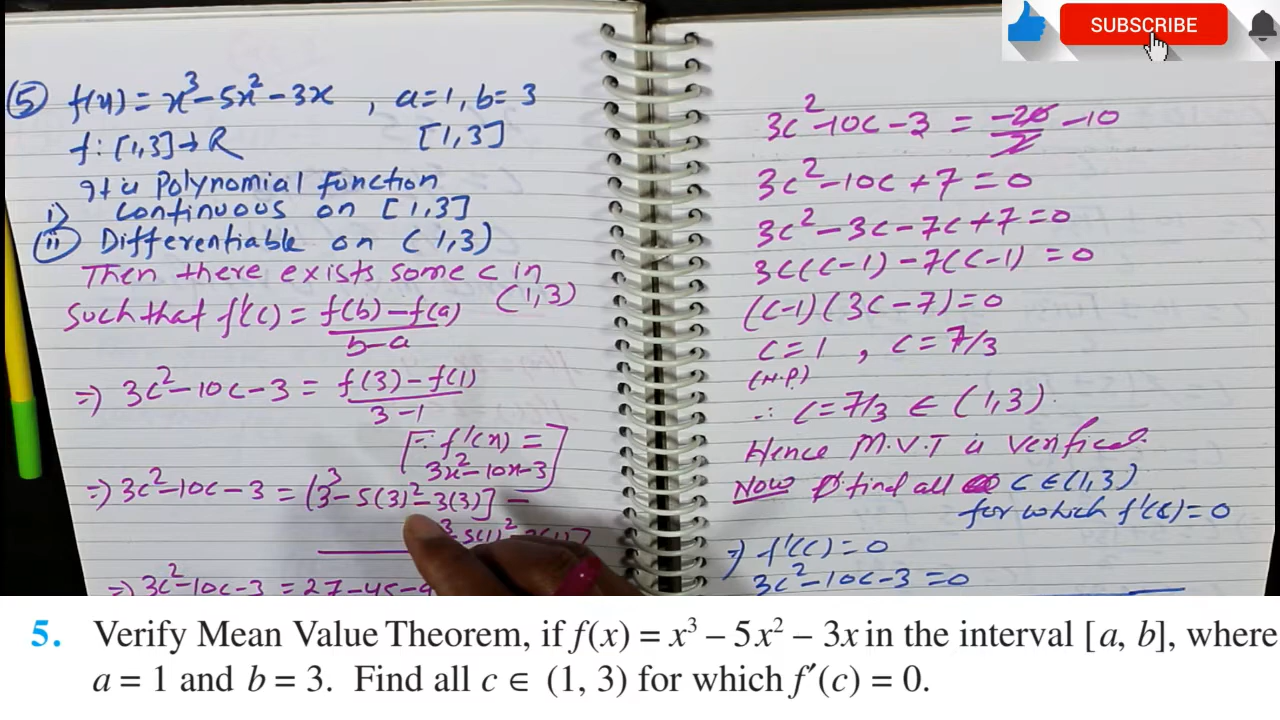 SUBSCRIBE
⑤ f(x) = x³ - 5x² - 3x , a=1, b= 3
f: [1,3] → R [1,3]
It is Polynomial function
i) continuous on [1,3]
ii) Differentiable on (1,3)
Then there exists some c in
Such that f'(c) = f(b) - f(a) / b-a (1,3)
=) 3c² - 10c - 3 = f(3) - f(1) / 3-1
[∵ f'(x) =
3x² - 10x - 3]
=) 3c² - 10c - 3 = [3³ - 5(3)² - 3(3)] -
=) 3c² - 10c - 3 = 27 - 45 - 9
3c² - 10c - 3 = -20/2 - 10
3c² - 10c + 7 = 0
3c² - 3c - 7c + 7 = 0
3c(c-1) - 7(c-1) = 0
(c-1)(3c - 7) = 0
c = 1 , c = 7/3
(N.P)
∴ c = 7/3 ∈ (1,3).
Hence M.V.T is verified.
Now find all c ∈ (1,3)
for which f'(c) = 0
=) f'(c) = 0
3c² - 10c - 3 = 0
5. Verify Mean Value Theorem, if f(x) = x³ – 5x² – 3x in the interval [a, b], where
a = 1 and b = 3. Find all c ∈ (1, 3) for which f′(c) = 0.